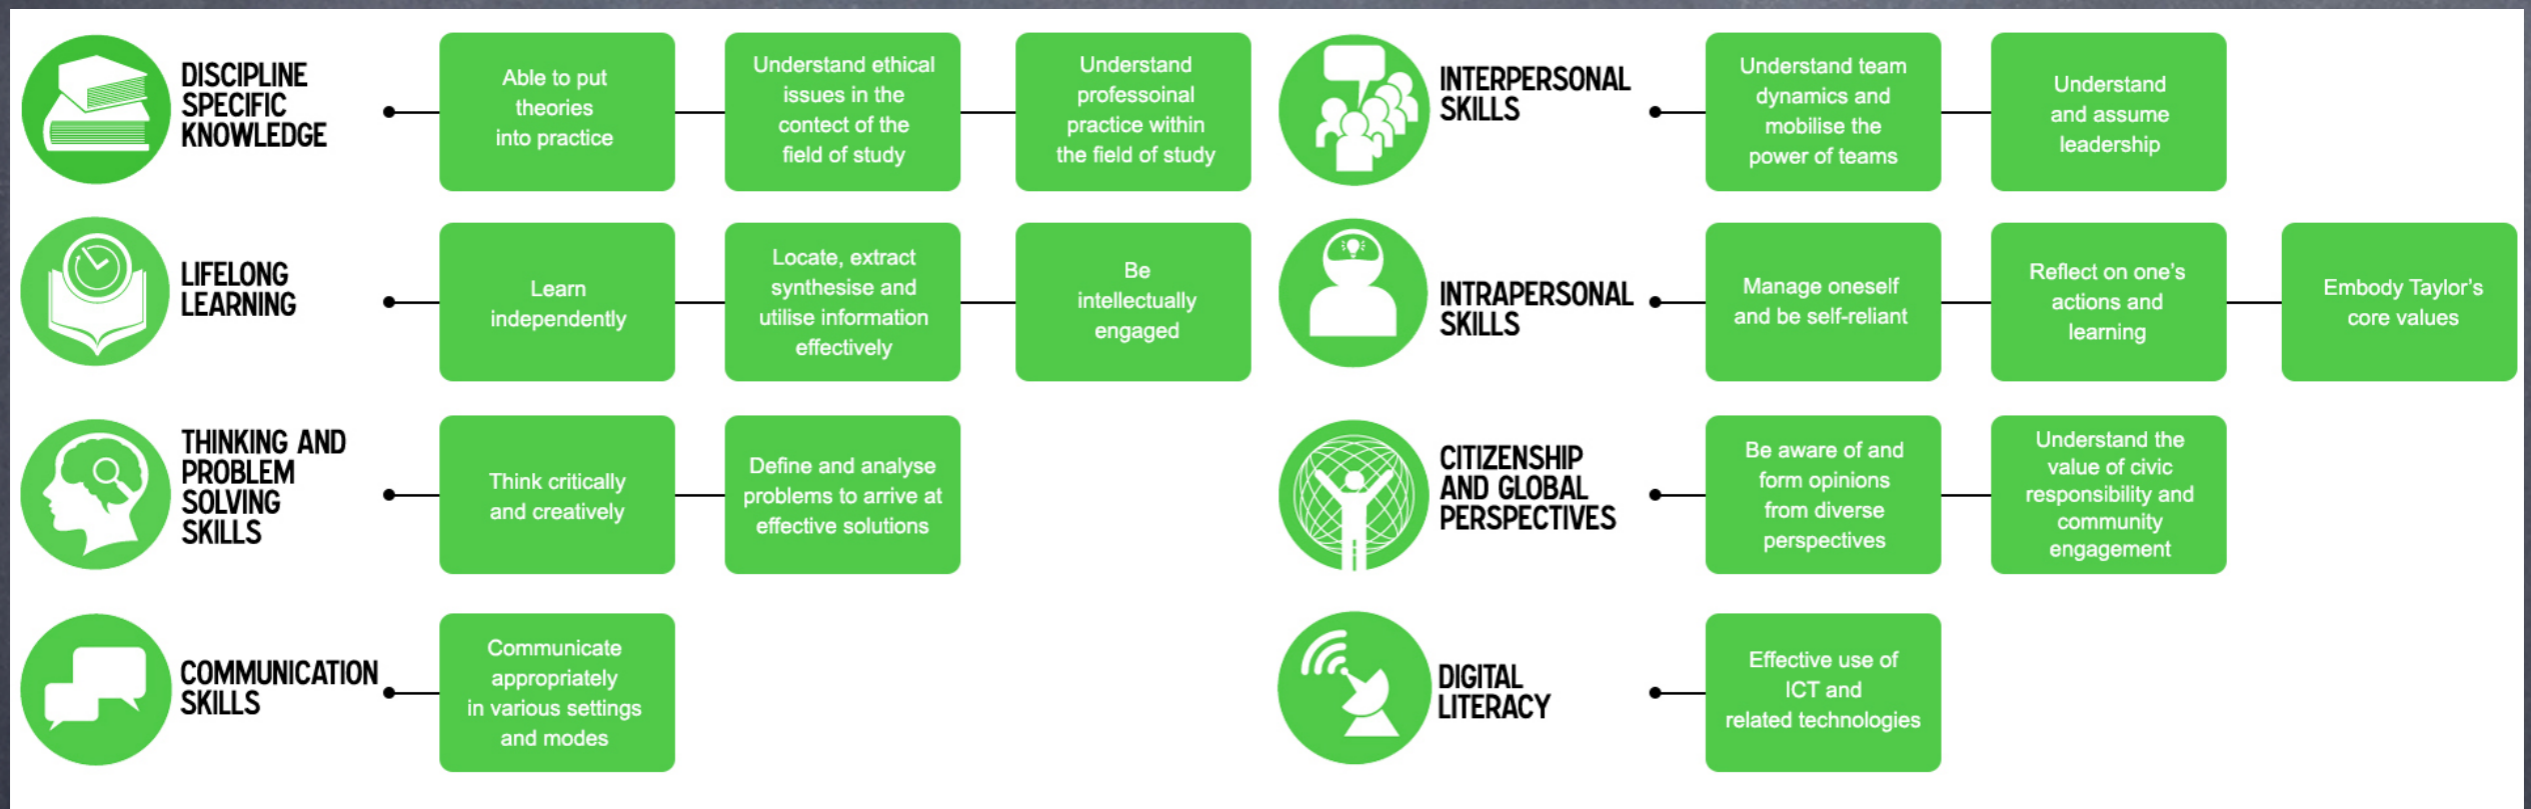 DISCIPLINE
SPECIFIC
KNOWLEDGE
Able to put
theories
into practice
Understand ethical
issues in the
contect of the
field of study
Understand
professoinal
practice within
the field of study
LIFELONG
LEARNING
Learn
independently
Locate, extract
synthesise and
utilise information
effectively
Be
intellectually
engaged
THINKING AND
PROBLEM
SOLVING
SKILLS
Think critically
and creatively
Define and analyse
problems to arrive at
effective solutions
COMMUNICATION
SKILLS
Communicate
appropriately
in various settings
and modes
INTERPERSONAL
SKILLS
Understand team
dynamics and
mobilise the
power of teams
Understand
and assume
leadership
INTRAPERSONAL
SKILLS
Manage oneself
and be self-reliant
Reflect on one's
actions and
learning
Embody Taylor's
core values
CITIZENSHIP
AND GLOBAL
PERSPECTIVES
Be aware of and
form opinions
from diverse
perspectives
Understand the
value of civic
responsibility and
community
engagement
DIGITAL
LITERACY
Effective use of
ICT and
related technologies